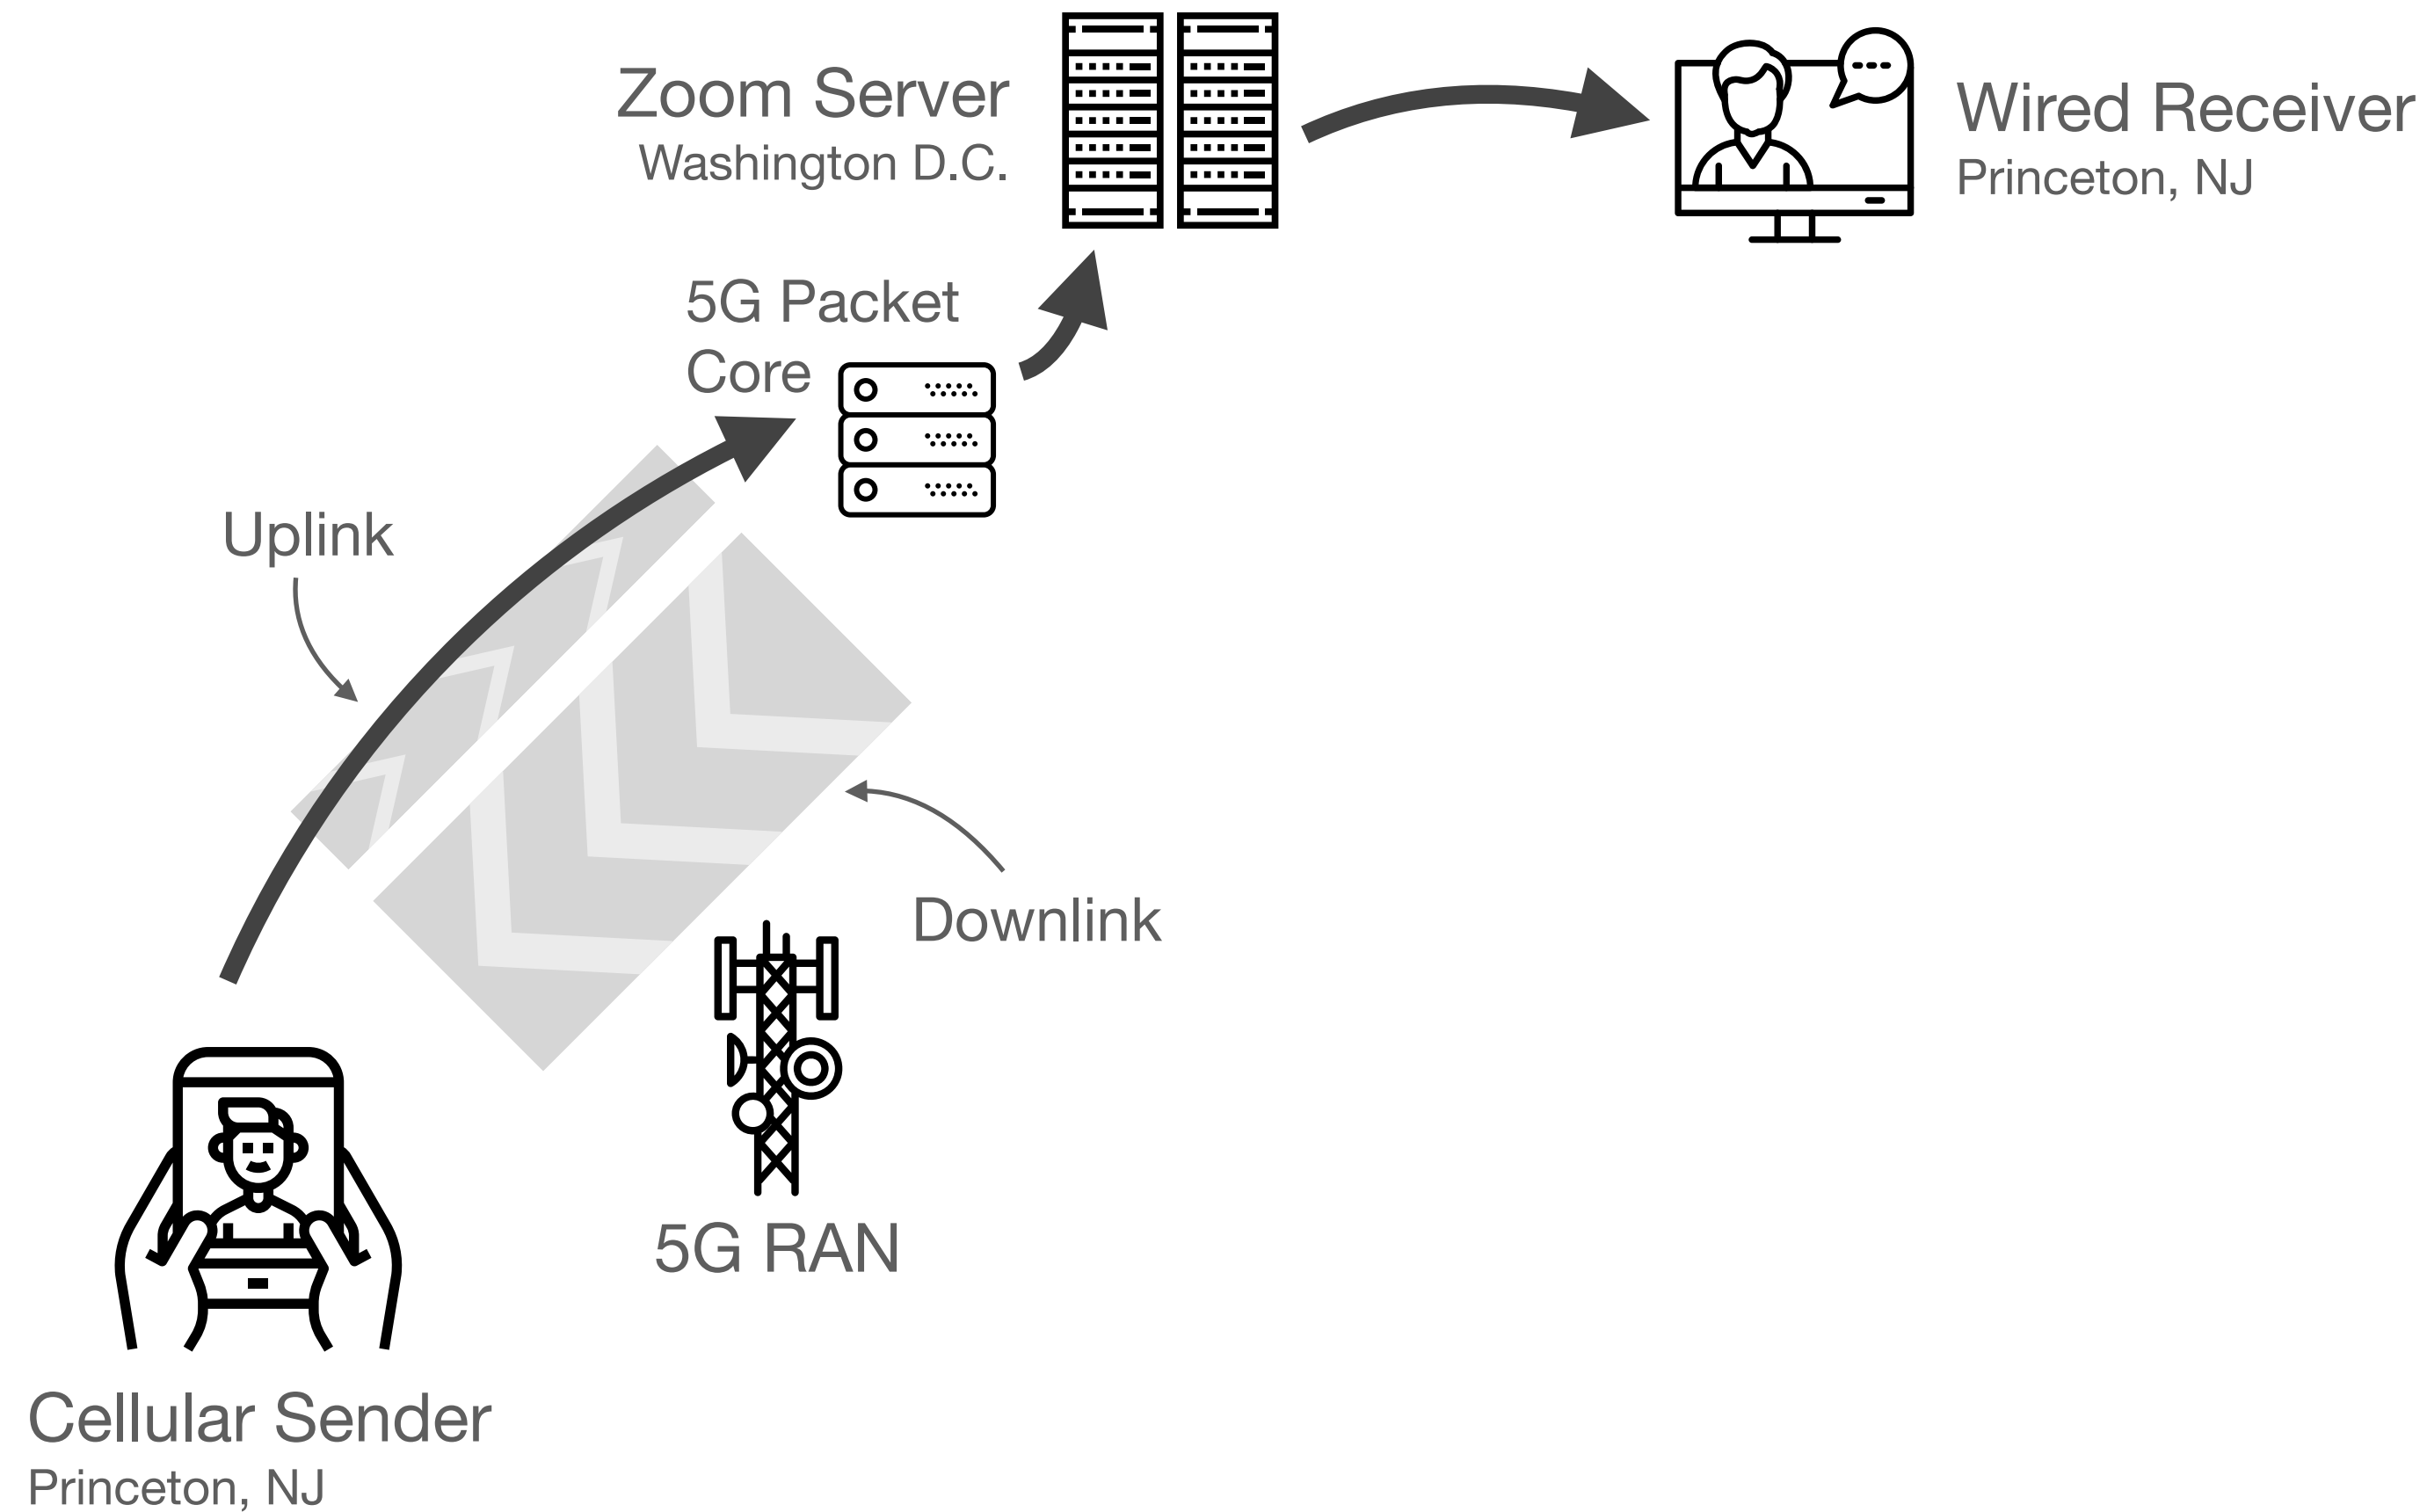 Zoom Server
Washington D.C.
Wired Receiver
Princeton, NJ
5G Packet
Core
Uplink
Downlink
5G RAN
Cellular Sender
Princeton, NJ